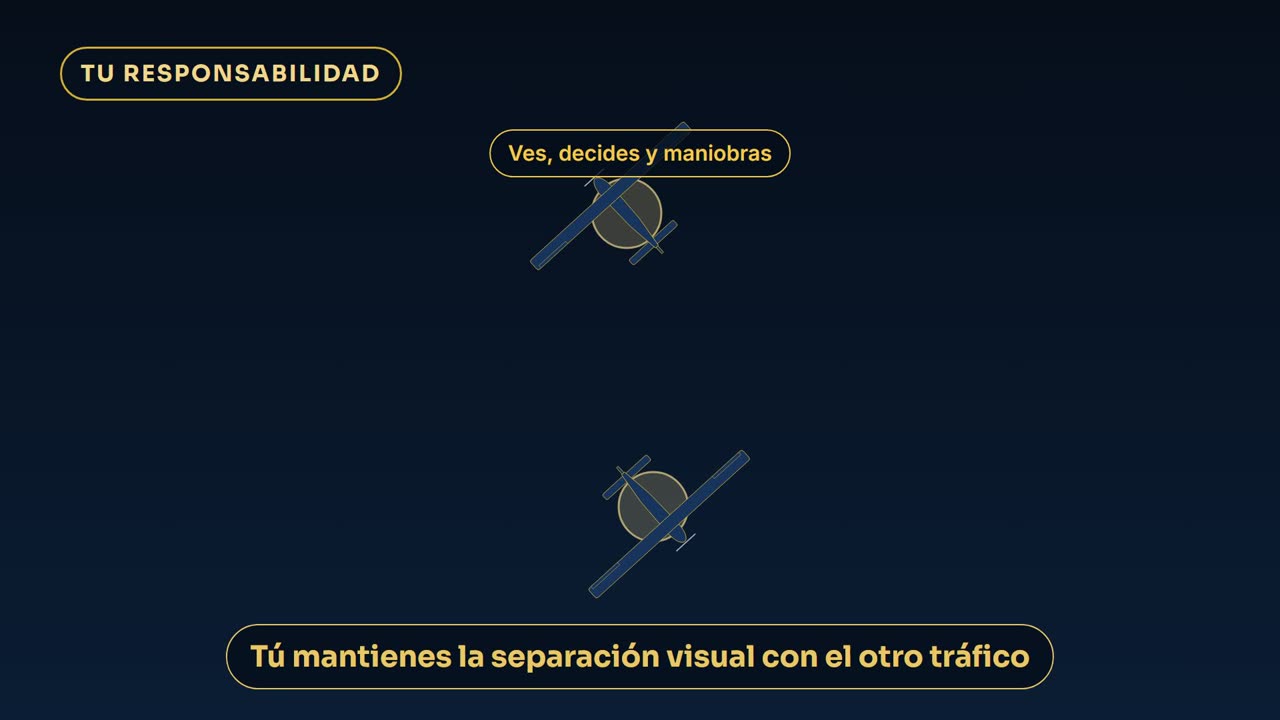 TU RESPONSABILIDAD
Ves, decides y maniobras
Tú mantienes la separación visual con el otro tráfico